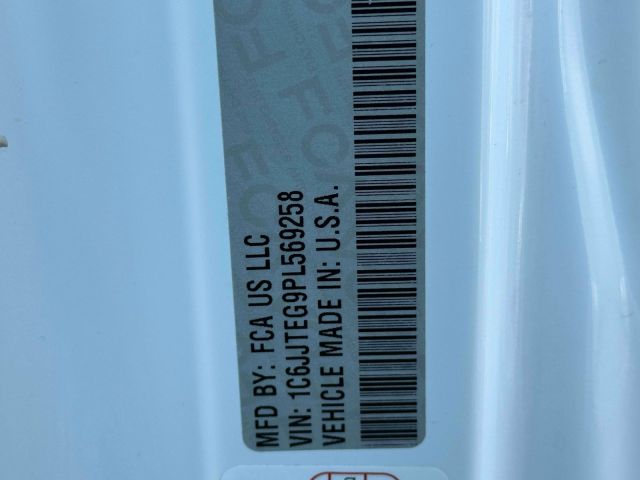 MFD BY: FCA US LLC
VIN: 1C6JJTEG9PL569258
VEHICLE MADE IN: U.S.A.